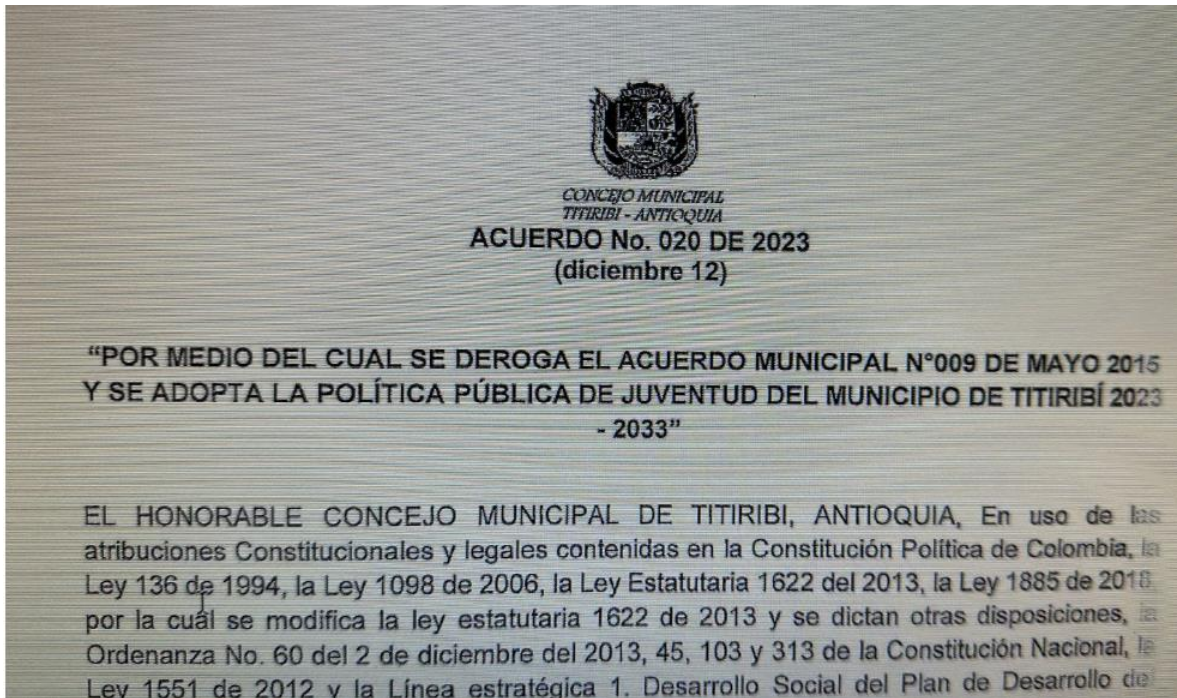 CONCEJO MUNICIPAL
TITIRIBI - ANTIOQUIA
ACUERDO No. 020 DE 2023
(diciembre 12)
“POR MEDIO DEL CUAL SE DEROGA EL ACUERDO MUNICIPAL N°009 DE MAYO 2015
Y SE ADOPTA LA POLÍTICA PÚBLICA DE JUVENTUD DEL MUNICIPIO DE TITIRIBÍ 2023
- 2033”
EL HONORABLE CONCEJO MUNICIPAL DE TITIRIBI, ANTIOQUIA, En uso de las
atribuciones Constitucionales y legales contenidas en la Constitución Política de Colombia, la
Ley 136 de 1994, la Ley 1098 de 2006, la Ley Estatutaria 1622 del 2013, la Ley 1885 de 2018,
por la cual se modifica la ley estatutaria 1622 de 2013 y se dictan otras disposiciones, la
Ordenanza No. 60 del 2 de diciembre del 2013, 45, 103 y 313 de la Constitución Nacional, la
Ley 1551 de 2012 y la Línea estratégica 1. Desarrollo Social del Plan de Desarrollo del